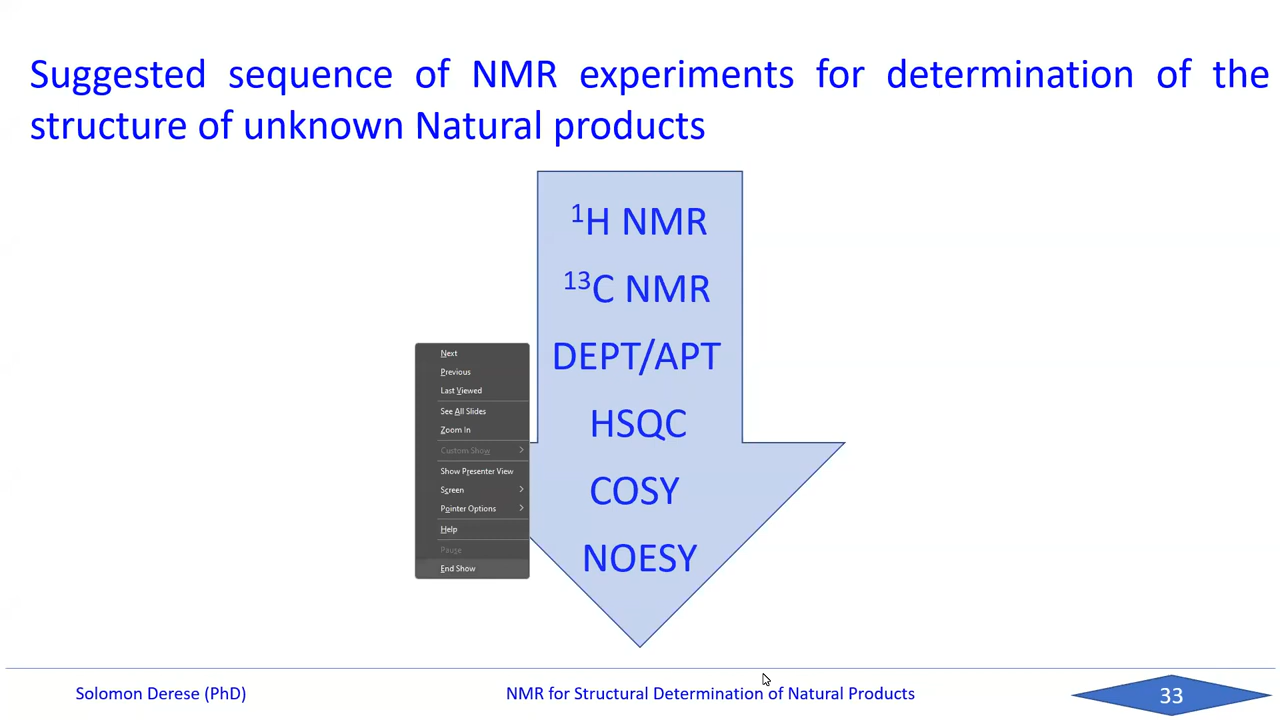 Suggested sequence of NMR experiments for determination of the
structure of unknown Natural products
¹H NMR
¹³C NMR
DEPT/APT
HSQC
COSY
NOESY
Next
Previous
Last Viewed
See All Slides
Zoom In
Custom Show
Show Presenter View
Screen
Pointer Options
Help
Pause
End Show
Solomon Derese (PhD)
NMR for Structural Determination of Natural Products
33